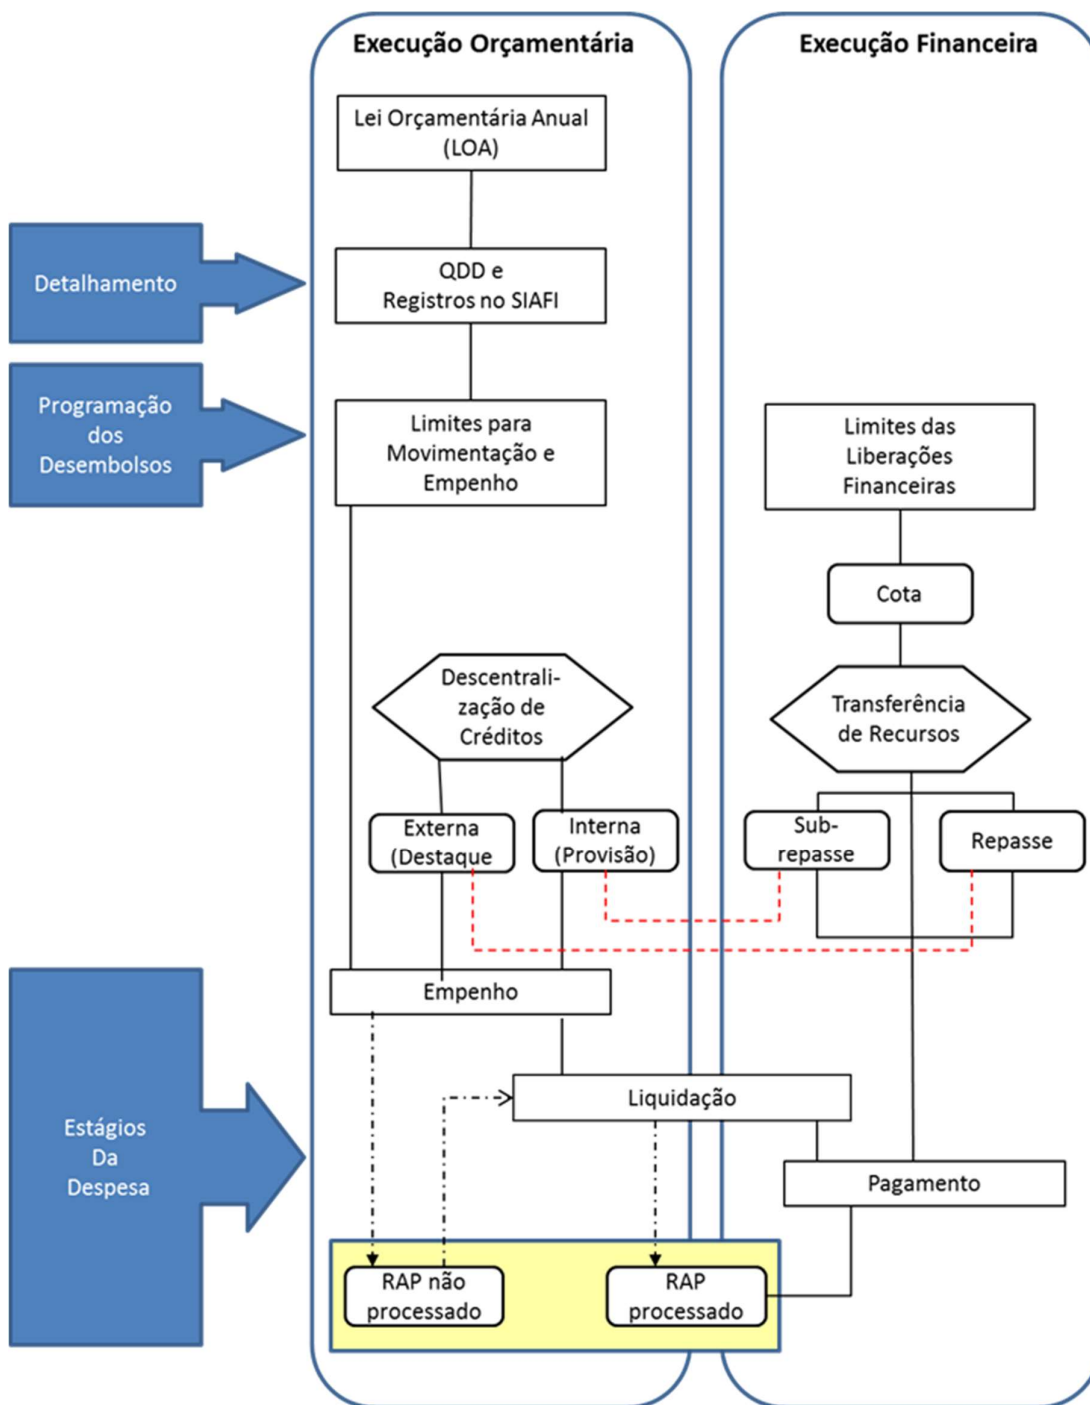 Execução Orçamentária
Execução Financeira
Lei Orçamentária Anual
(LOA)
Detalhamento
QDD e
Registros no SIAFI
Programação
dos
Desembolsos
Limites para
Movimentação e
Empenho
Limites das
Liberações
Financeiras
Cota
Descentrali-
zação de
Créditos
Transferência
de Recursos
Externa
(Destaque
Interna
(Provisão)
Sub-
repasse
Repasse
Empenho
Liquidação
Estágios
Da
Despesa
Pagamento
RAP não
processado
RAP
processado